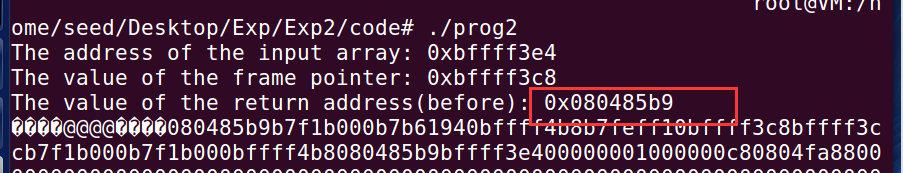 root@VM:/h
ome/seed/Desktop/Exp/Exp2/code# ./prog2
The address of the input array: 0xbffff3e4
The value of the frame pointer: 0xbffff3c8
The value of the return address(before): 0x080485b9
����@@@@����080485b9b7f1b000b7b61940bffff4b8b7feff10bffff3c8bffff3c
cb7f1b000b7f1b000bffff4b8080485b9bffff3e400000001000000c80804fa8800